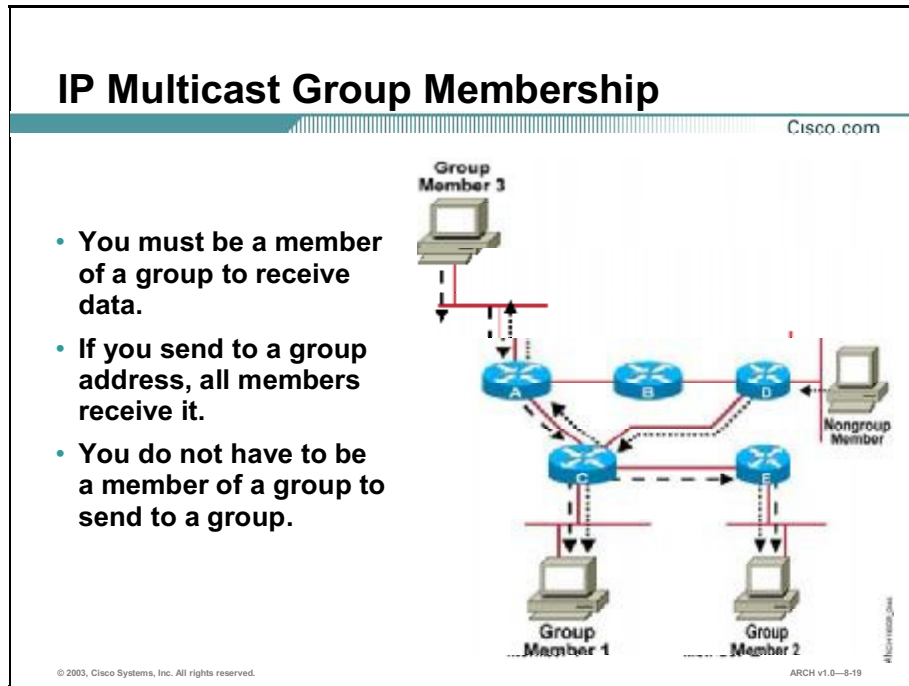 IP Multicast Group Membership
Cisco.com
• You must be a member
of a group to receive
data.
• If you send to a group
address, all members
receive it.
• You do not have to be
a member of a group to
send to a group.
Group
Member 3
A
B
D
Nongroup
Member
C
E
Group
Member 1
Group
Member 2
© 2003, Cisco Systems, Inc. All rights reserved.
ARCH v1.0—8-19